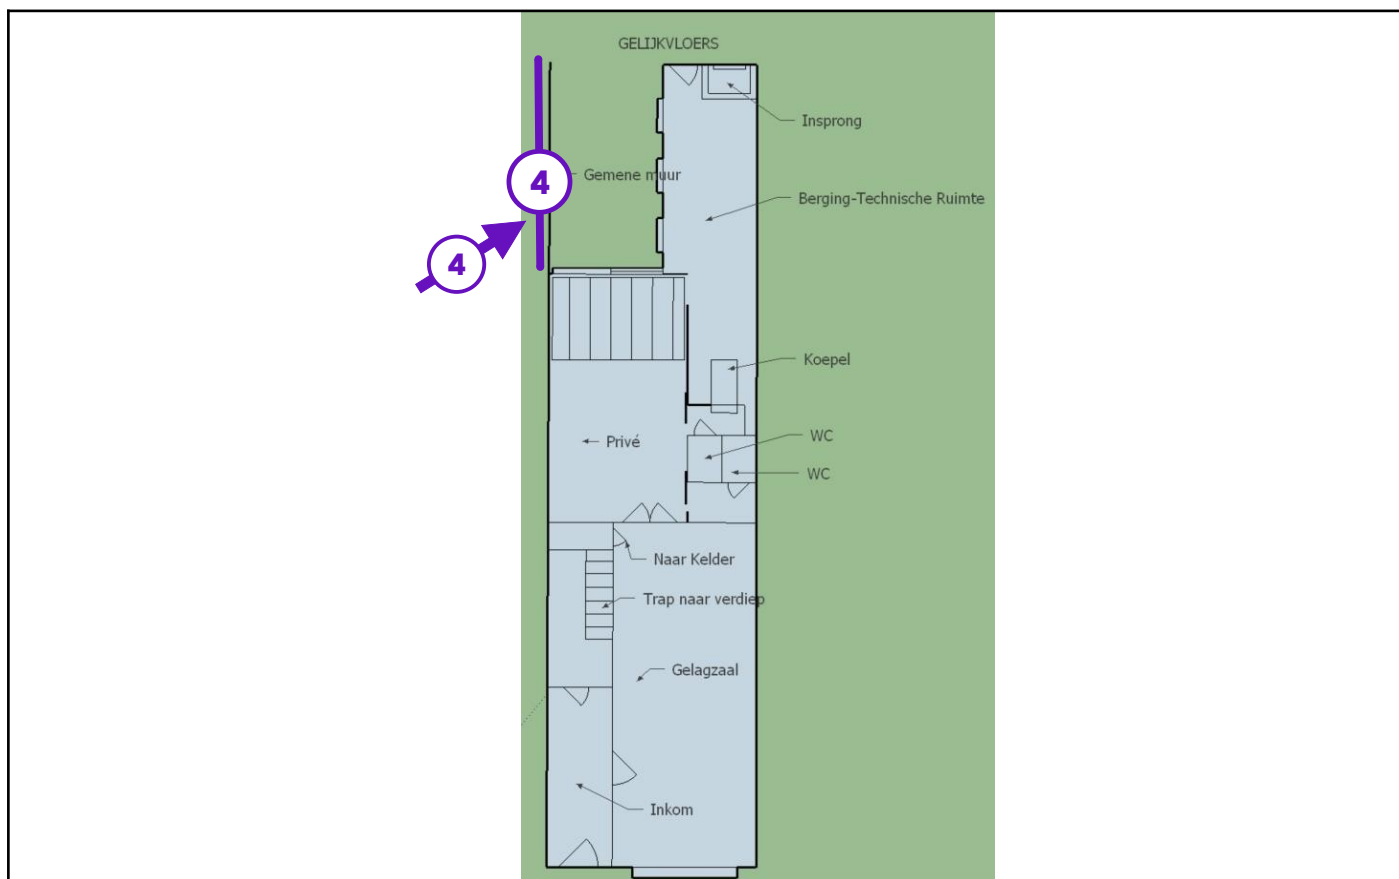 GELIJKVLOERS
Insprong
4
Gemene muur
Berging-Technische Ruimte
4
Koepel
Privé
WC
WC
Naar Kelder
Trap naar verdiep
Gelagzaal
Inkom